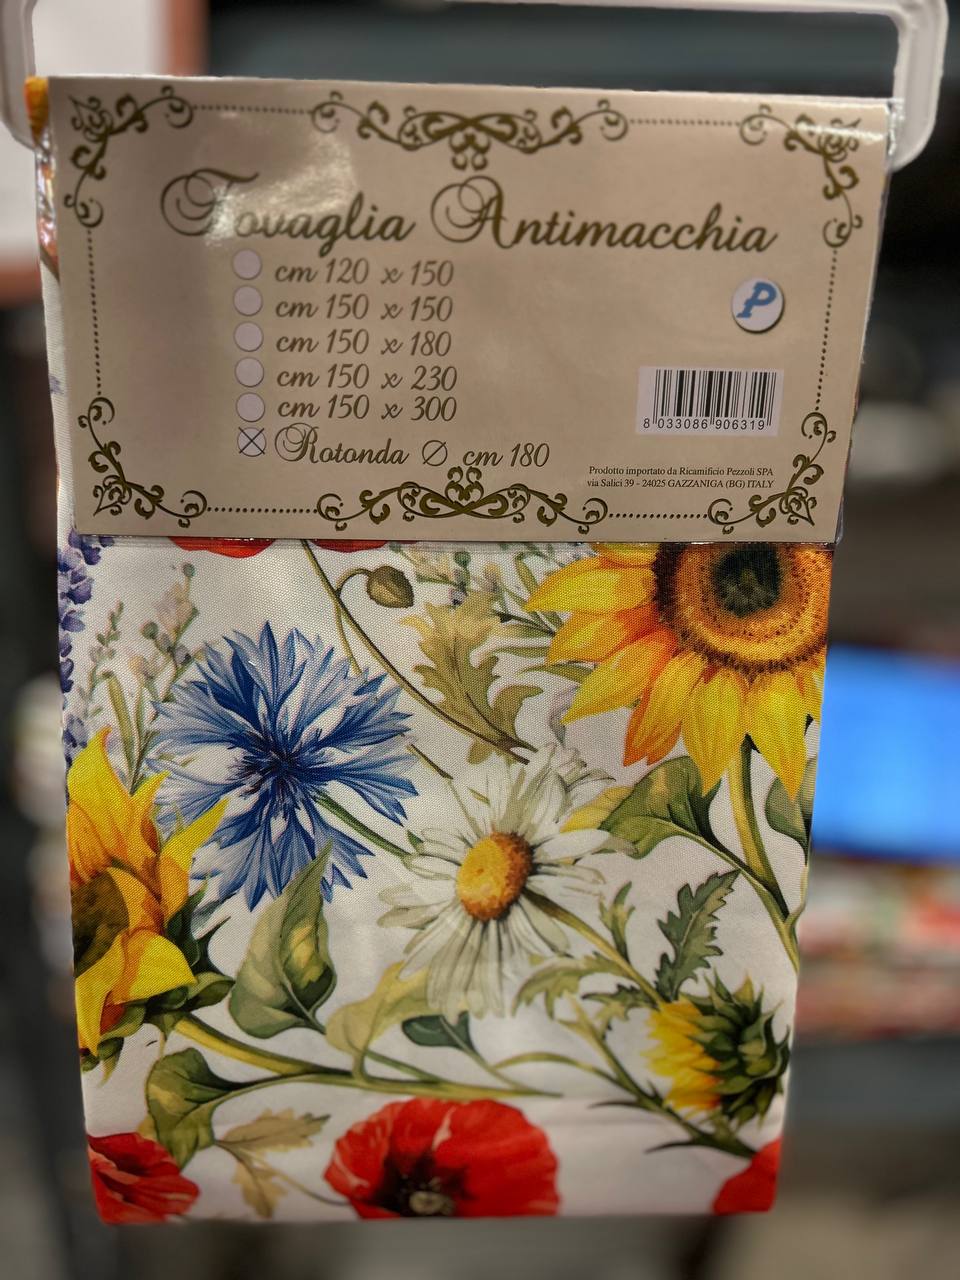 Tovaglia Antimacchia
cm 120 x 150
cm 150 x 150
cm 150 x 180
cm 150 x 230
cm 150 x 300
Rotonda Ø cm 180
P
8 033086 906319
Prodotto importato da Ricamificio Pezzoli SPA
via Salici 39 - 24025 GAZZANIGA (BG) ITALY